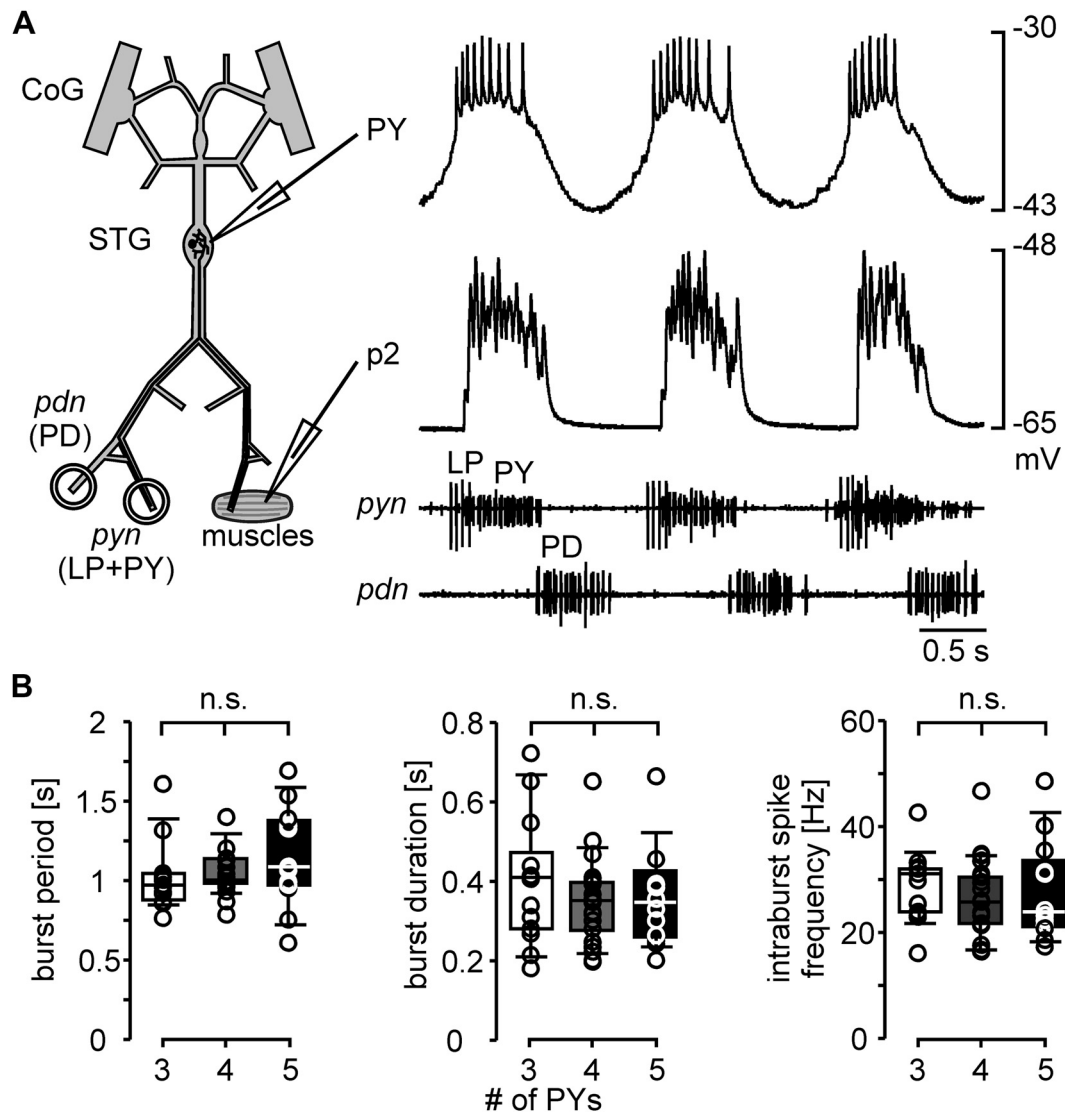 A
CoG
PY
STG
p2
pdn
(PD)
pyn
(LP+PY)
muscles
-30
-43
-48
-65
mV
LP PY
pyn
PD
pdn
0.5 s
B
n.s.
2
1.5
1
0.5
0
burst period [s]
3 4 5
n.s.
0.8
0.6
0.4
0.2
0
burst duration [s]
3 4 5
# of PYs
n.s.
60
40
20
0
intraburst spike
frequency [Hz]
3 4 5